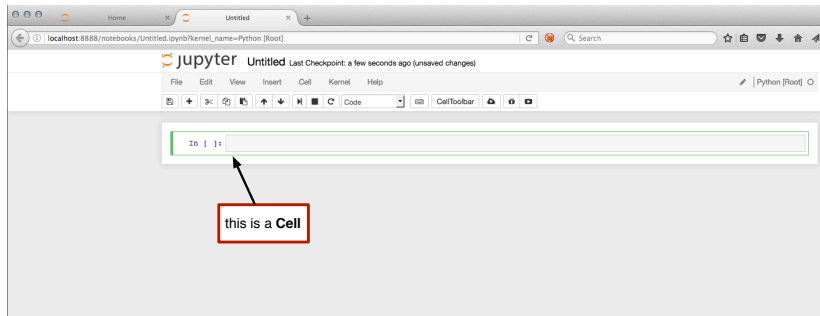 Home
Untitled
localhost:8888/notebooks/Untitled.ipynb?kernel_name=Python [Root]
Search
jupyter Untitled Last Checkpoint: a few seconds ago (unsaved changes)
File Edit View Insert Cell Kernel Help
Python [Root]
Code
CellToolbar
In [ ]:
this is a Cell